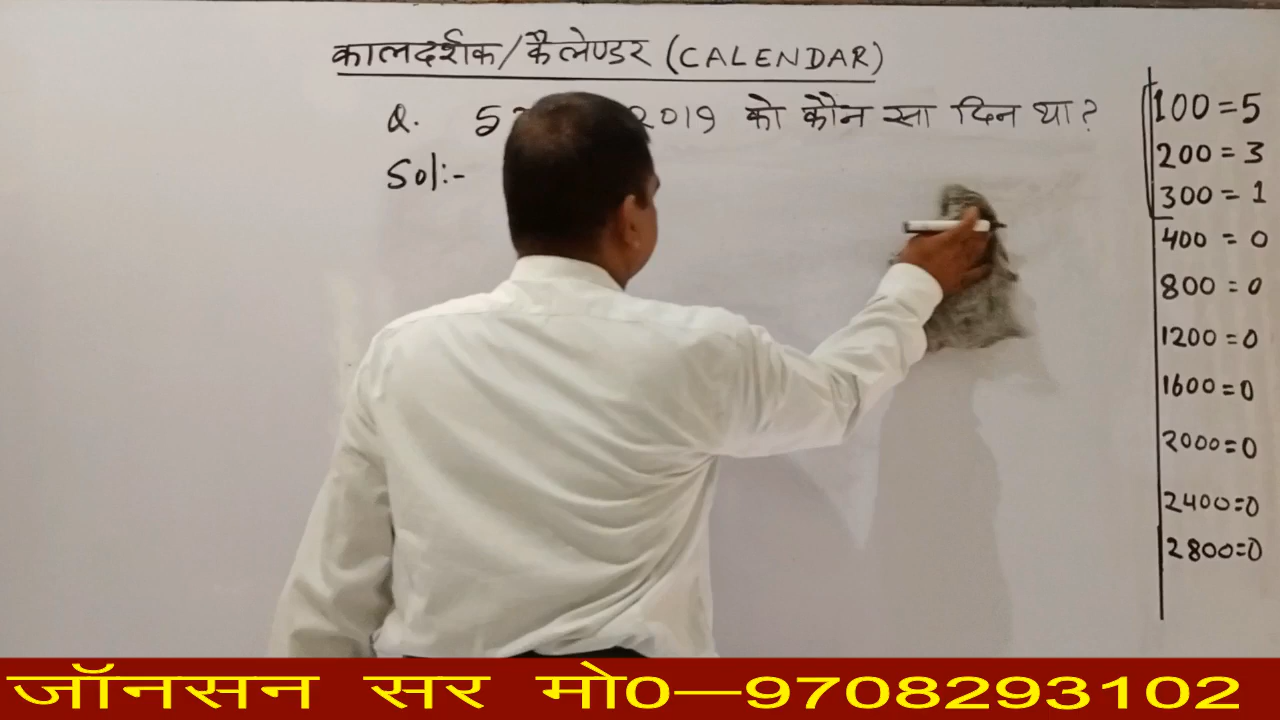 कालदर्शक/कैलेण्डर (CALENDAR)
Q. 5 2019 को कौन सा दिन था?
Sol:-
100 = 5
200 = 3
300 = 1
400 = 0
800 = 0
1200 = 0
1600 = 0
2000 = 0
2400 = 0
2800 = 0
जॉनसन सर मो0—9708293102